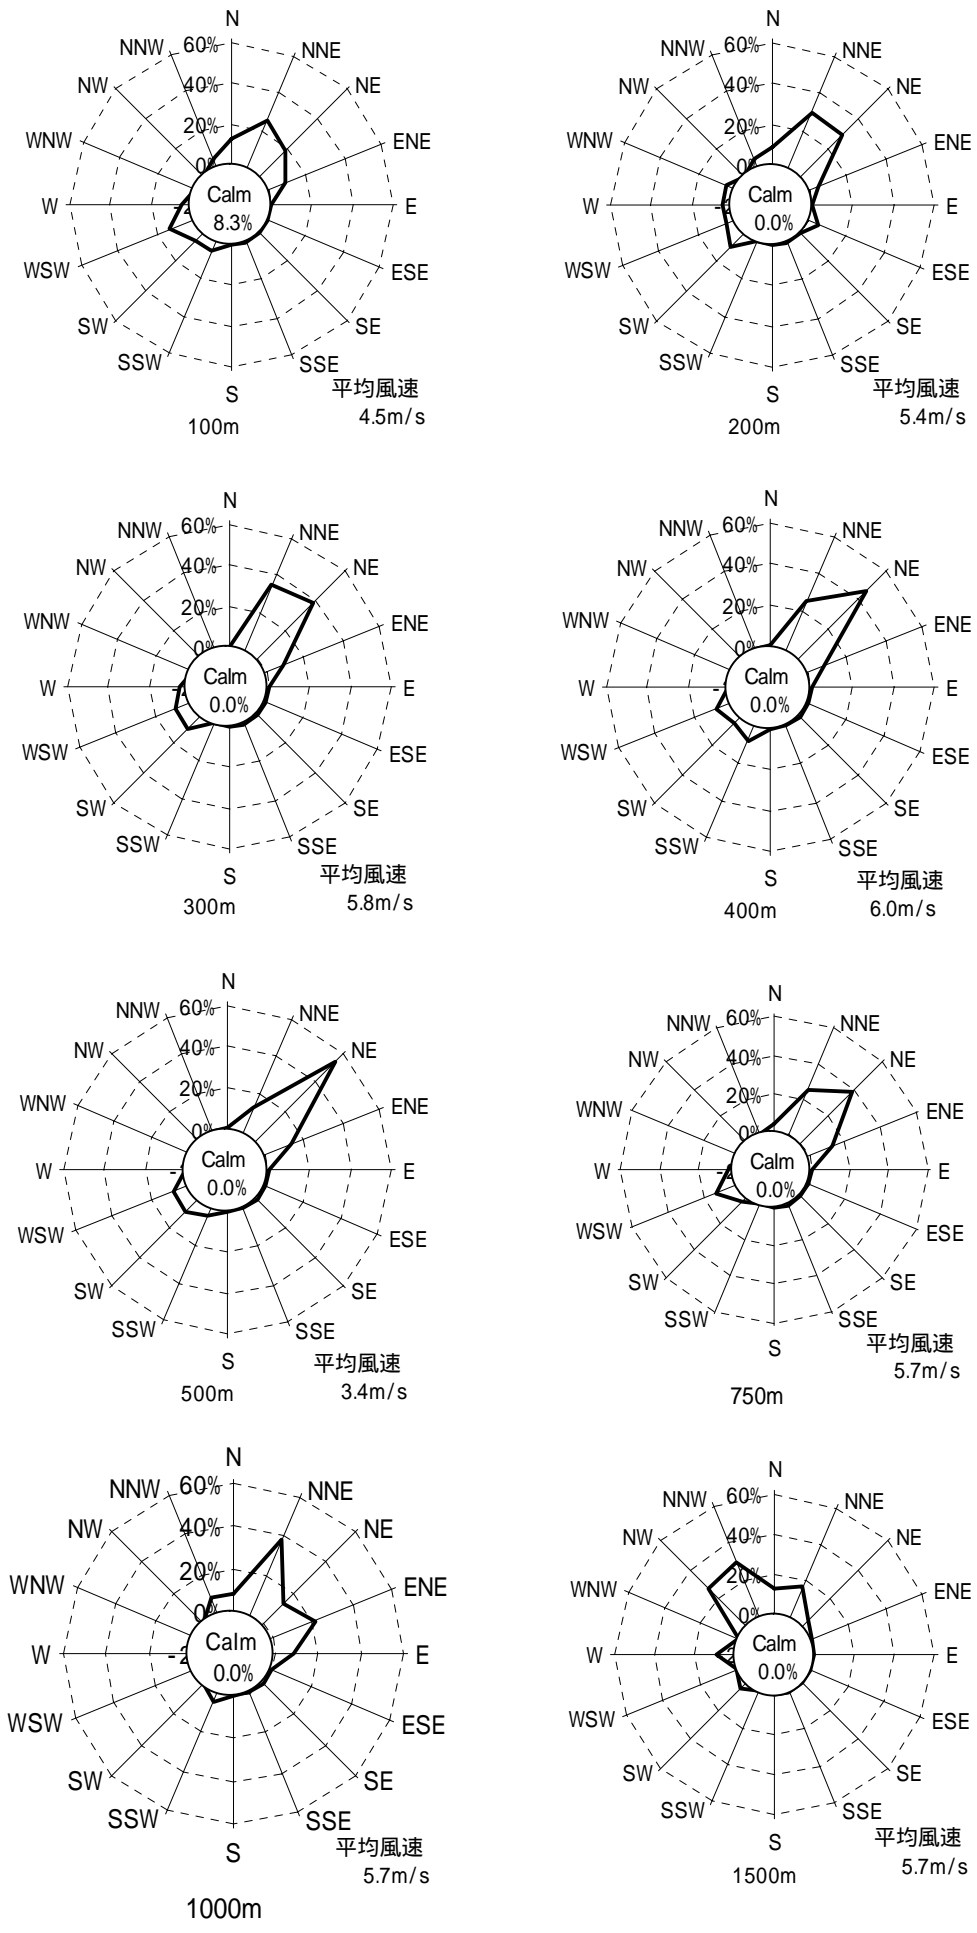 N
NNW 60% NNE
NW 40% NE
WNW 20% ENE
0%
W Calm E
8.3%
WSW ESE
SW SE
SSW SSE
S 平均風速
100m 4.5m/s
N
NNW 60% NNE
NW 40% NE
WNW 20% ENE
0%
W Calm E
0.0%
WSW ESE
SW SE
SSW SSE
S 平均風速
200m 5.4m/s
N
NNW 60% NNE
NW 40% NE
WNW 20% ENE
0%
W Calm E
0.0%
WSW ESE
SW SE
SSW SSE
S 平均風速
300m 5.8m/s
N
NNW 60% NNE
NW 40% NE
WNW 20% ENE
0%
W Calm E
0.0%
WSW ESE
SW SE
SSW SSE
S 平均風速
400m 6.0m/s
N
NNW 60% NNE
NW 40% NE
WNW 20% ENE
0%
W Calm E
0.0%
WSW ESE
SW SE
SSW SSE
S 平均風速
500m 3.4m/s
N
NNW 60% NNE
NW 40% NE
WNW 20% ENE
0%
W Calm E
0.0%
WSW ESE
SW SE
SSW SSE
S 平均風速
750m 5.7m/s
N
NNW 60% NNE
NW 40% NE
WNW 20% ENE
0%
W Calm E
0.0%
WSW ESE
SW SE
SSW SSE
S 平均風速
1000m 5.7m/s
N
NNW 60% NNE
NW 40% NE
WNW 20% ENE
0%
W Calm E
0.0%
WSW ESE
SW SE
SSW SSE
S 平均風速
1500m 5.7m/s